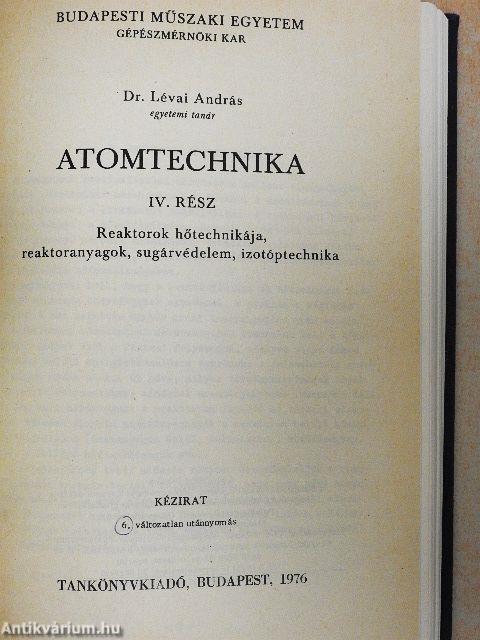 BUDAPESTI MŰSZAKI EGYETEM
GÉPÉSZMÉRNÖKI KAR
Dr. Lévai András
egyetemi tanár
ATOMTECHNIKA
IV. RÉSZ
Reaktorok hőtechnikája,
reaktoranyagok, sugárvédelem, izotóptechnika
KÉZIRAT
6. változatlan utánnyomás
TANKÖNYVKIADÓ, BUDAPEST, 1976
Antikvárium.hu